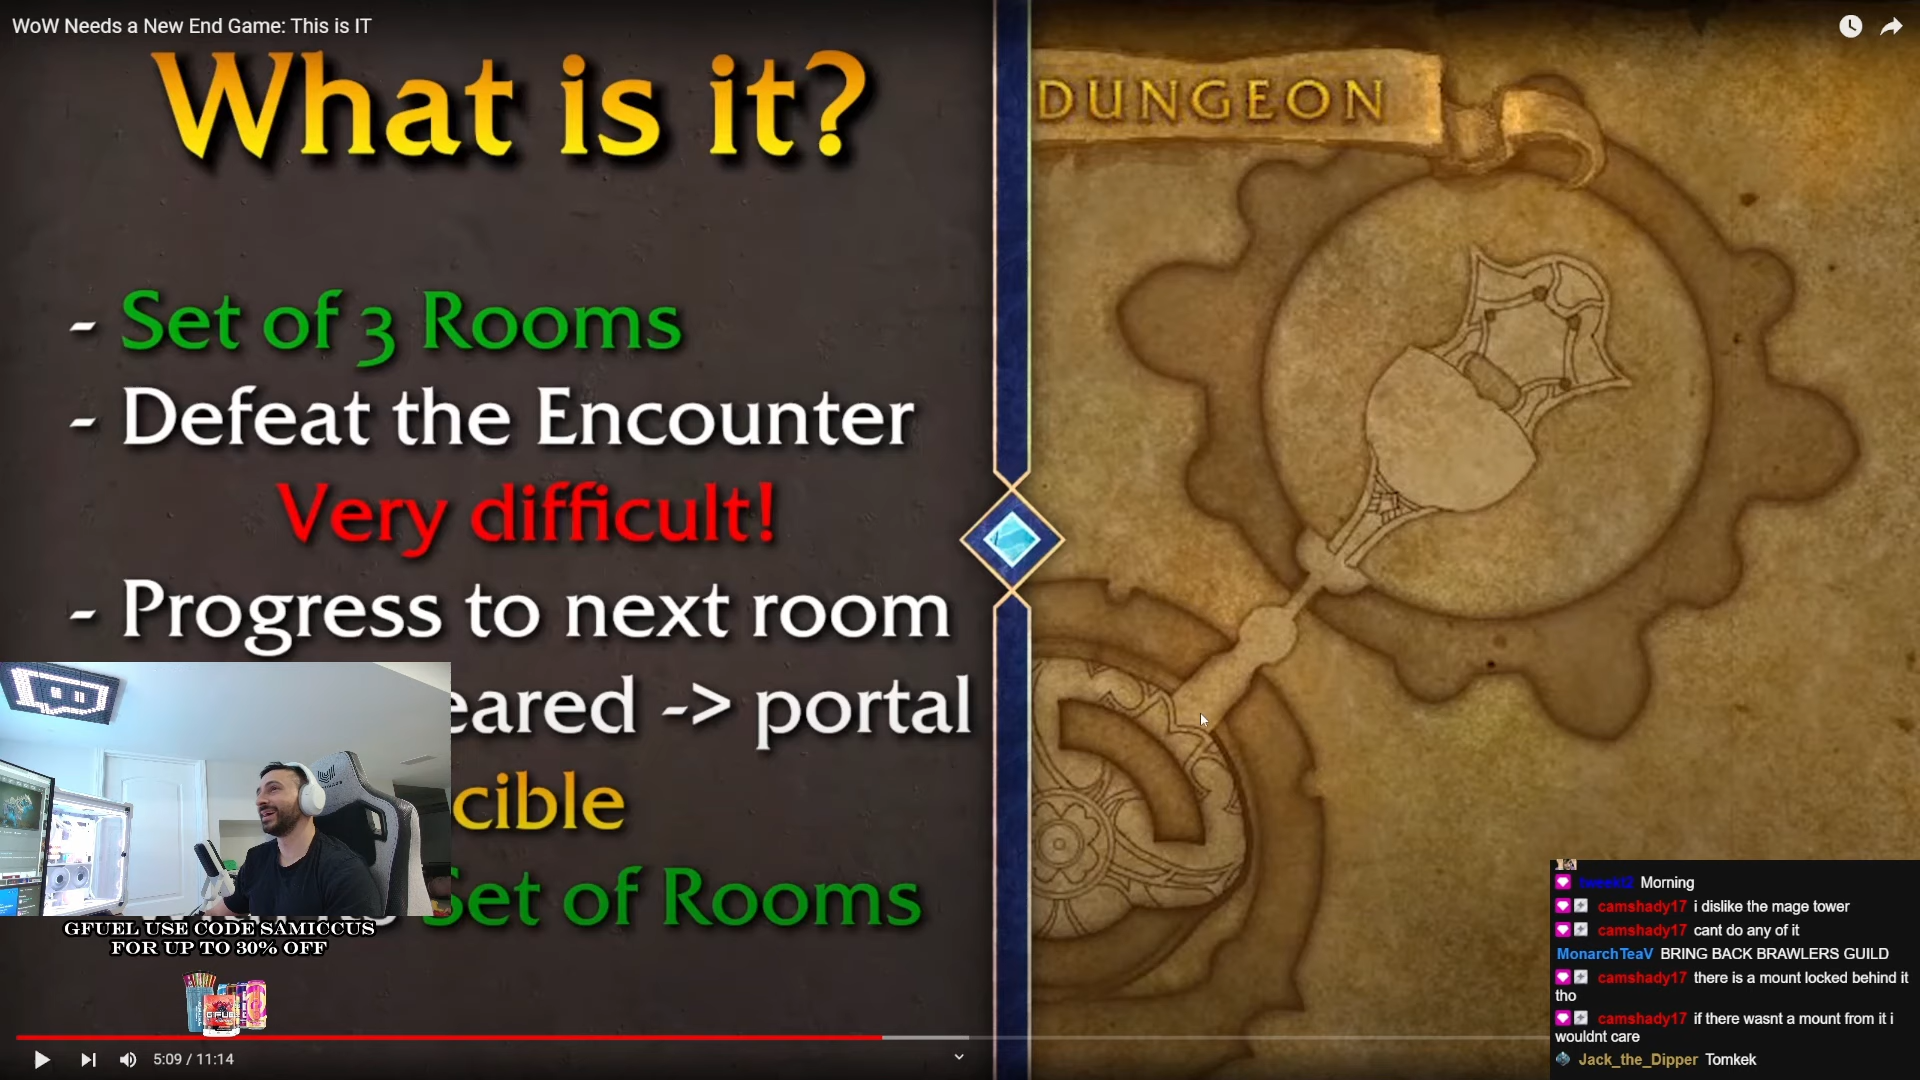 WoW Needs a New End Game: This is IT
What is it?
DUNGEON
- Set of 3 Rooms
- Defeat the Encounter
Very difficult!
- Progress to next room
eared -> portal
cible
Set of Rooms
GFUEL USE CODE SAMICCUS
FOR UP TO 30% OFF
G FUEL
tweektz Morning
camshady17 i dislike the mage tower
camshady17 cant do any of it
MonarchTeaV BRING BACK BRAWLERS GUILD
camshady17 there is a mount locked behind it
tho
camshady17 if there wasnt a mount from it i
wouldnt care
Jack_the_Dipper Tomkek
5:09 / 11:14